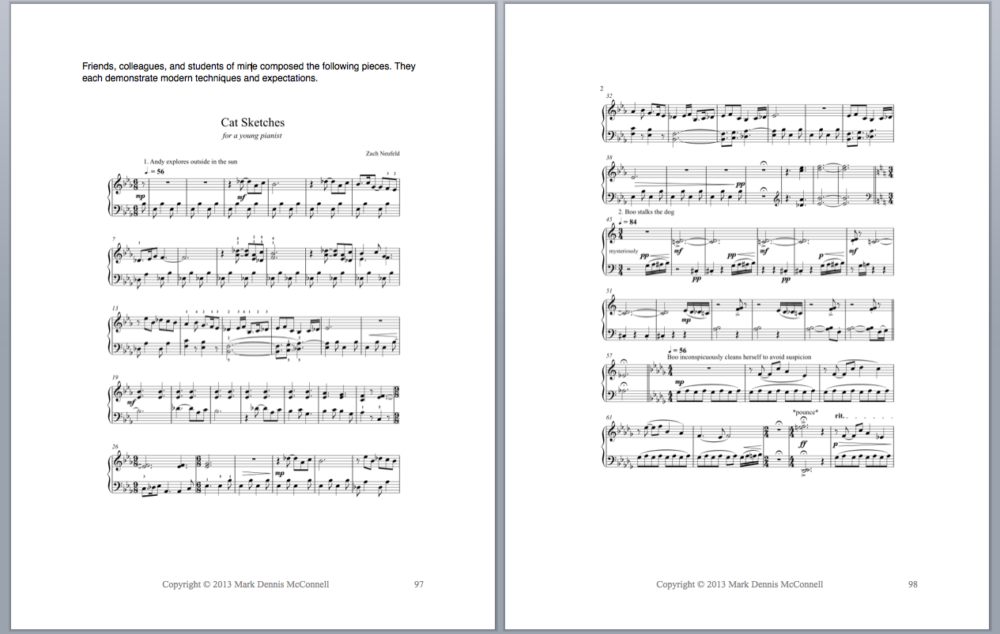 Friends, colleagues, and students of mine composed the following pieces. They
each demonstrate modern techniques and expectations.
Cat Sketches
for a young pianist
Zach Neufeld
1. Andy explores outside in the sun
♩. = 56
mp
mf
7
13
19
mf
26
mp
Copyright © 2013 Mark Dennis McConnell
97
2
32
38
pp
2. Boo stalks the dog
45
♩ = 84
mysteriously
pp
mf
pp
mf
p
mf
pp
pp
51
mp
57
♩ = 56
Boo inconspicuously cleans herself to avoid suspicion
mp
61
*pounce*
rit.
ff
p
Copyright © 2013 Mark Dennis McConnell
98